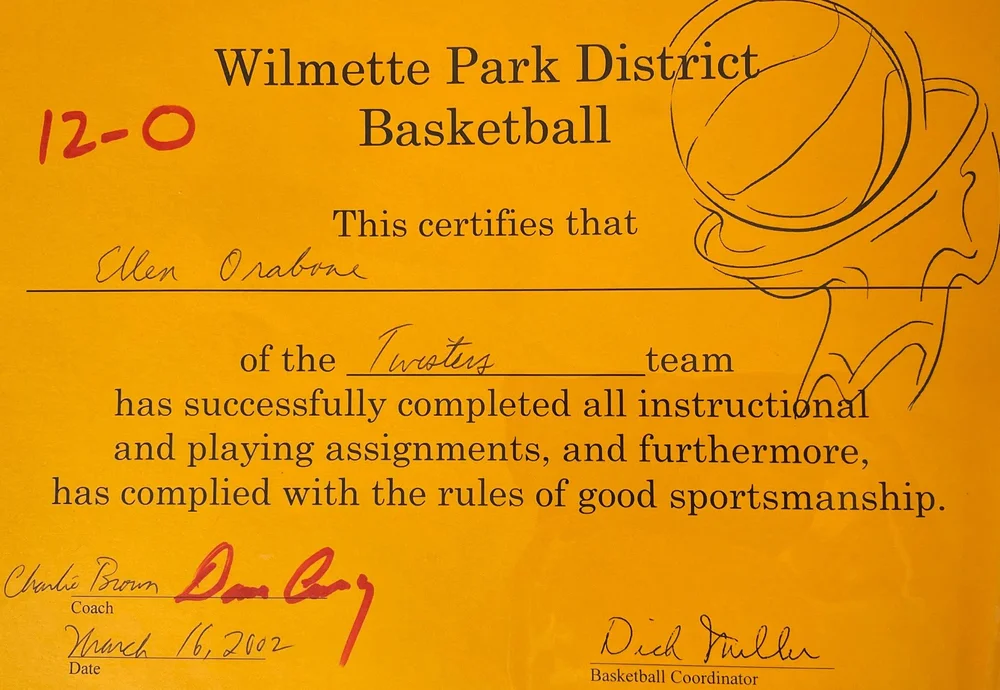 Wilmette Park District
Basketball
12-0
This certifies that
Ellen Orabone
of the Twisters team
has successfully completed all instructional
and playing assignments, and furthermore,
has complied with the rules of good sportsmanship.
Charlie Brown Dan
Coach
March 16, 2002
Date
Dick Miller
Basketball Coordinator